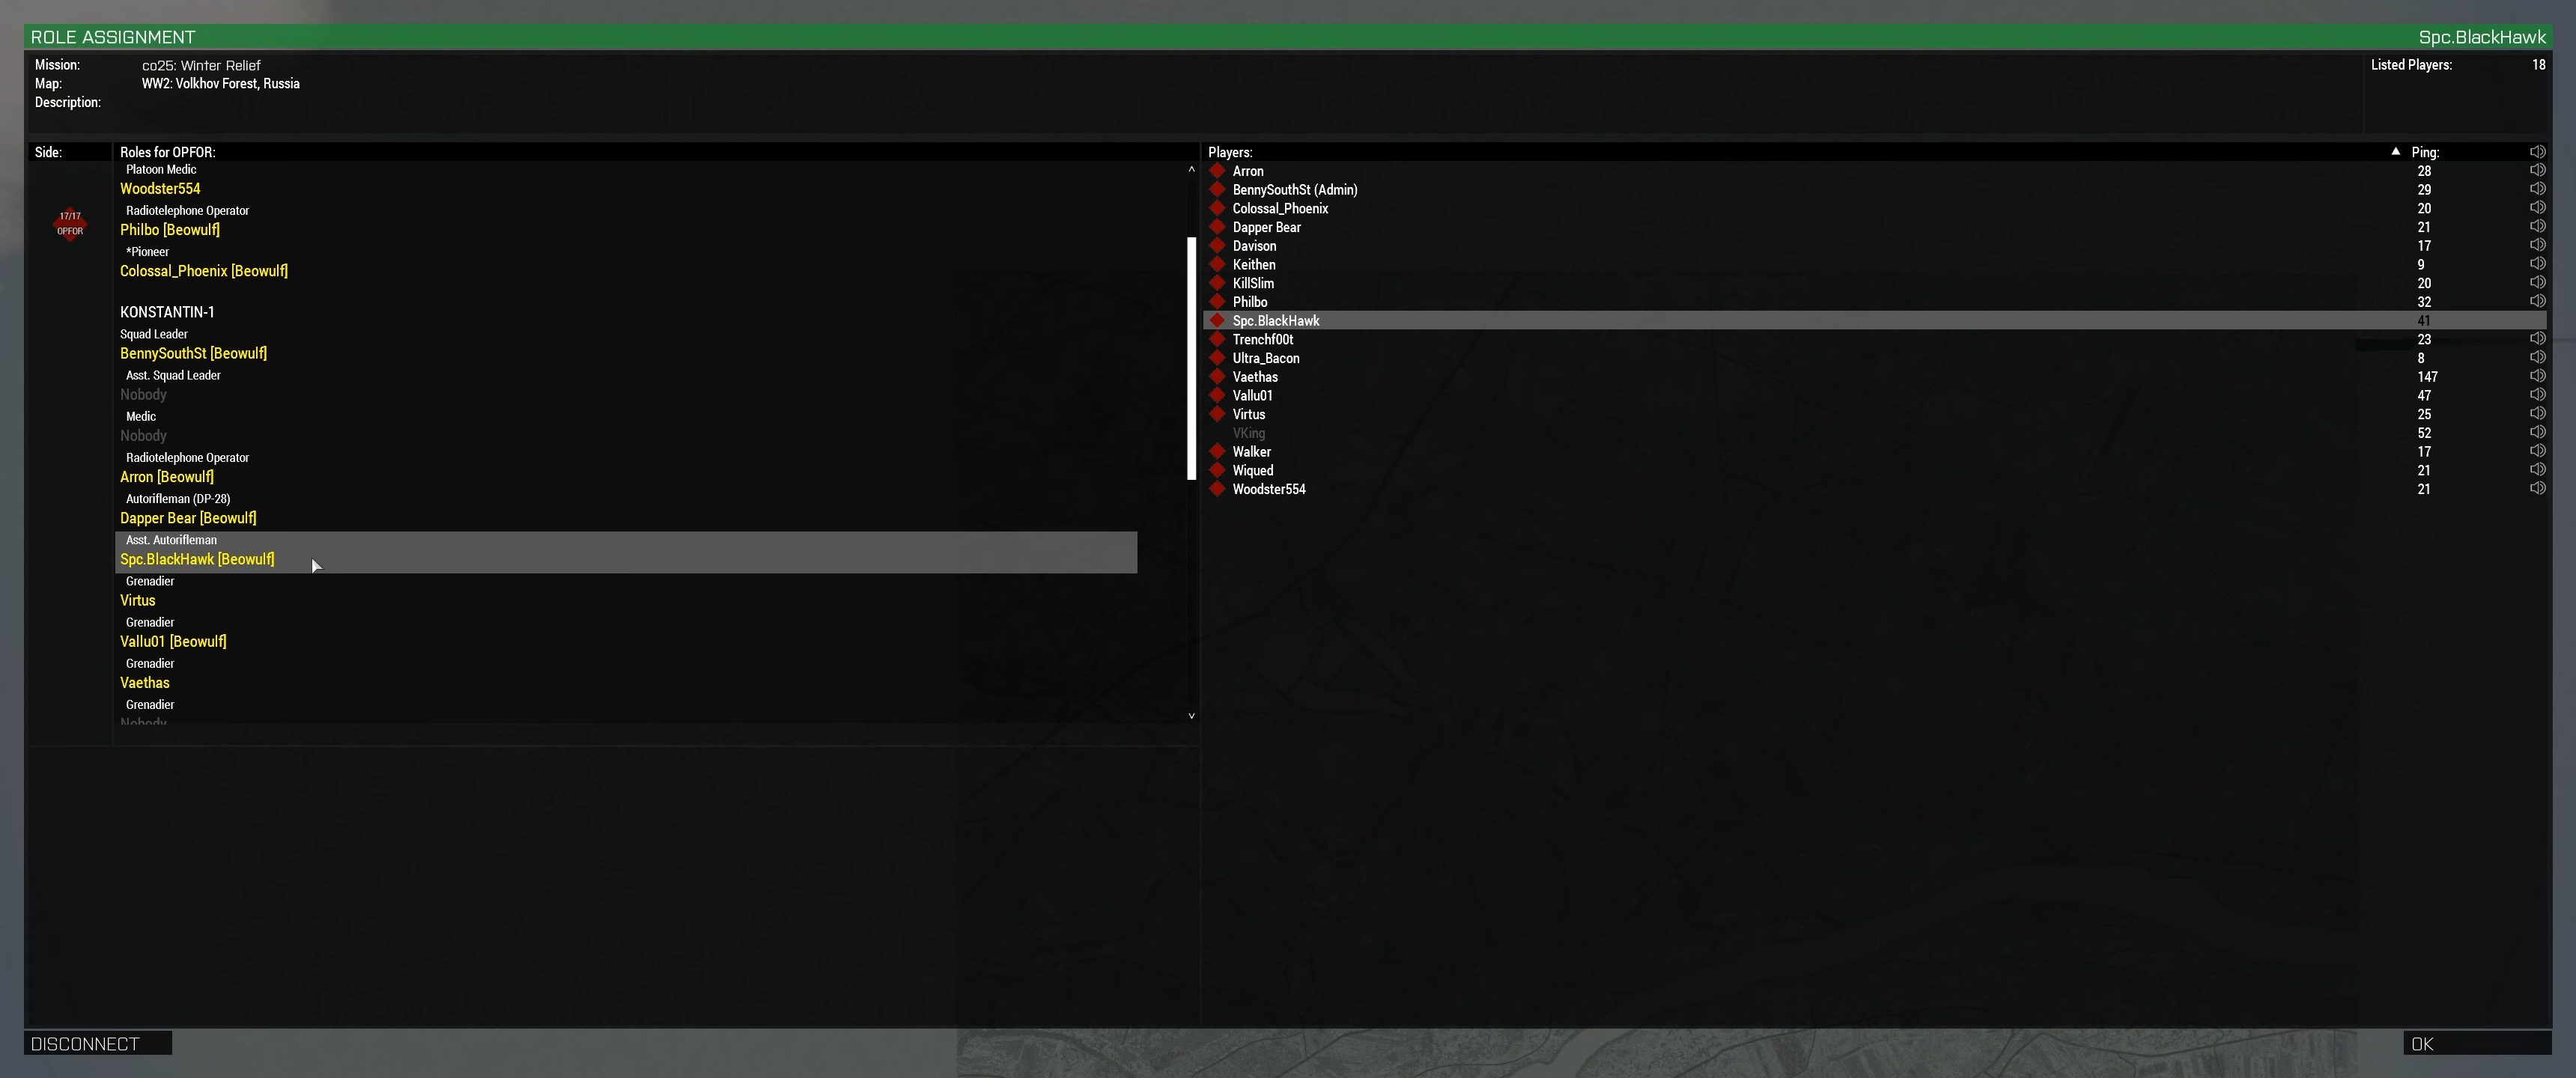 ROLE ASSIGNMENT Spc.BlackHawk
Mission: co25: Winter Relief
Map: WW2: Volkhov Forest, Russia
Description:
Listed Players: 18
Side:
17/17
OPFOR
Roles for OPFOR:
Platoon Medic
Woodster554
Radiotelephone Operator
Philbo [Beowulf]
*Pioneer
Colossal_Phoenix [Beowulf]
KONSTANTIN-1
Squad Leader
BennySouthSt [Beowulf]
Asst. Squad Leader
Nobody
Medic
Nobody
Radiotelephone Operator
Arron [Beowulf]
Autorifleman (DP-28)
Dapper Bear [Beowulf]
Asst. Autorifleman
Spc.BlackHawk [Beowulf]
Grenadier
Virtus
Grenadier
Vallu01 [Beowulf]
Grenadier
Vaethas
Grenadier
Nobody
Players: Ping:
Arron 28
BennySouthSt (Admin) 29
Colossal_Phoenix 20
Dapper Bear 21
Davison 17
Keithen 9
KillSlim 20
Philbo 32
Spc.BlackHawk 41
Trenchf00t 23
Ultra_Bacon 8
Vaethas 147
Vallu01 47
Virtus 25
VKing 52
Walker 17
Wiqued 21
Woodster554 21
DISCONNECT
OK